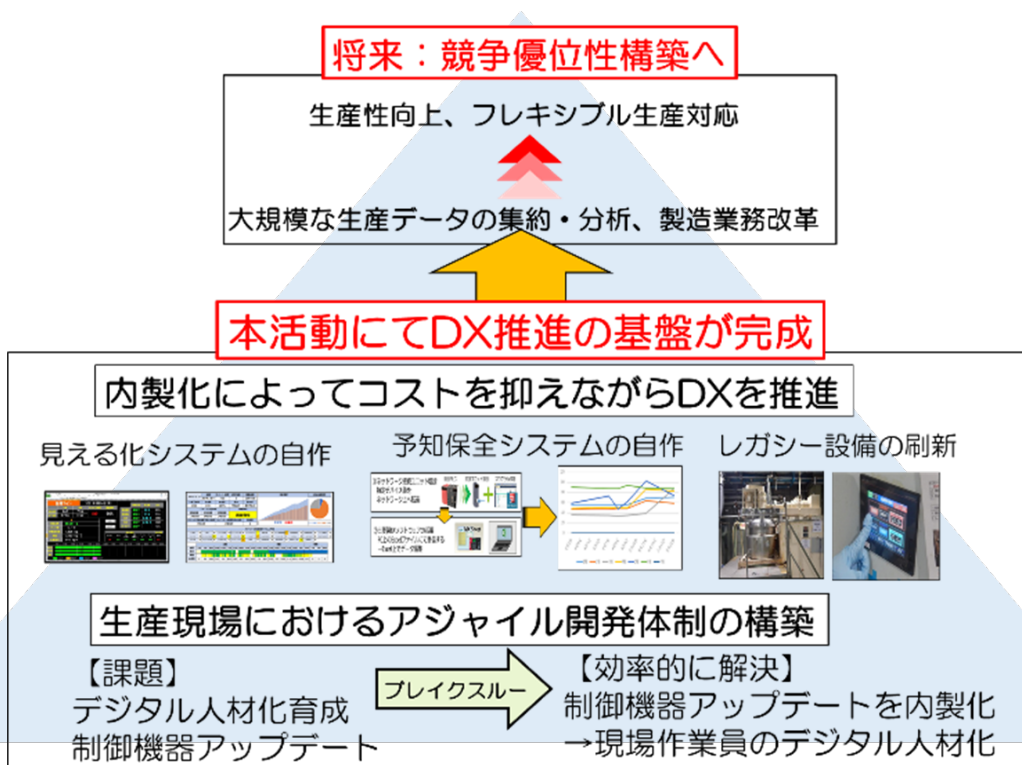 将来：競争優位性構築へ
生産性向上、フレキシブル生産対応
大規模な生産データの集約・分析、製造業務改革
本活動にてDX推進の基盤が完成
内製化によってコストを抑えながらDXを推進
見える化システムの自作
予知保全システムの自作
レガシー設備の刷新
生産現場におけるアジャイル開発体制の構築
【課題】
デジタル人材化育成
制御機器アップデート
ブレイクスルー
【効率的に解決】
制御機器アップデートを内製化
→現場作業員のデジタル人材化